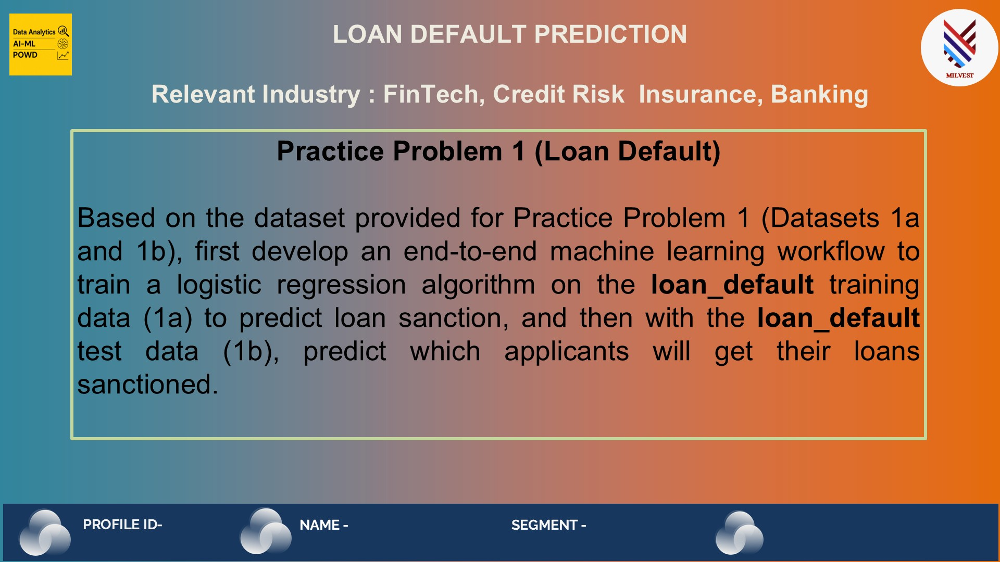 Data Analytics
AI-ML
POWD
LOAN DEFAULT PREDICTION
MILVEST
Relevant Industry : FinTech, Credit Risk  Insurance, Banking
Practice Problem 1 (Loan Default)
Based on the dataset provided for Practice Problem 1 (Datasets 1a
and 1b), first develop an end-to-end machine learning workflow to
train a logistic regression algorithm on the loan_default training
data (1a) to predict loan sanction, and then with the loan_default
test data (1b), predict which applicants will get their loans
sanctioned.
PROFILE ID-
NAME -
SEGMENT -